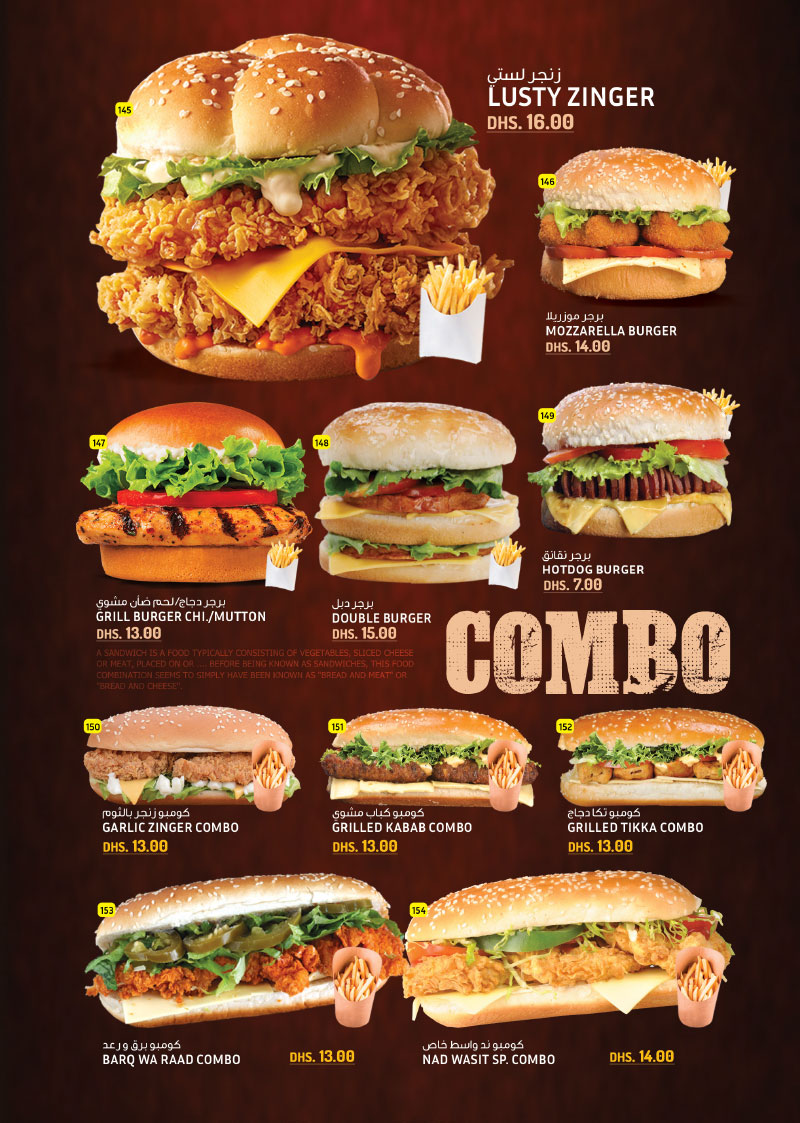 145
زنجر لستي
LUSTY ZINGER
DHS. 16.00
146
برجر موزريلا
MOZZARELLA BURGER
DHS. 14.00
147
برجر دجاج/لحم ضأن مشوي
GRILL BURGER CHI./MUTTON
DHS. 13.00
148
برجر دبل
DOUBLE BURGER
DHS. 15.00
149
برجر نقانق
HOTDOG BURGER
DHS. 7.00
A SANDWICH IS A FOOD TYPICALLY CONSISTING OF VEGETABLES, SLICED CHEESE
OR MEAT, PLACED ON OR .... BEFORE BEING KNOWN AS SANDWICHES, THIS FOOD
COMBINATION SEEMS TO SIMPLY HAVE BEEN KNOWN AS "BREAD AND MEAT" OR
"BREAD AND CHEESE".
COMBO
150
كومبو زنجر بالثوم
GARLIC ZINGER COMBO
DHS. 13.00
151
كومبو كباب مشوي
GRILLED KABAB COMBO
DHS. 13.00
152
كومبو تكا دجاج
GRILLED TIKKA COMBO
DHS. 13.00
153
كومبو برق و رعد
BARQ WA RAAD COMBO
DHS. 13.00
154
كومبو ند واسط خاص
NAD WASIT SP. COMBO
DHS. 14.00